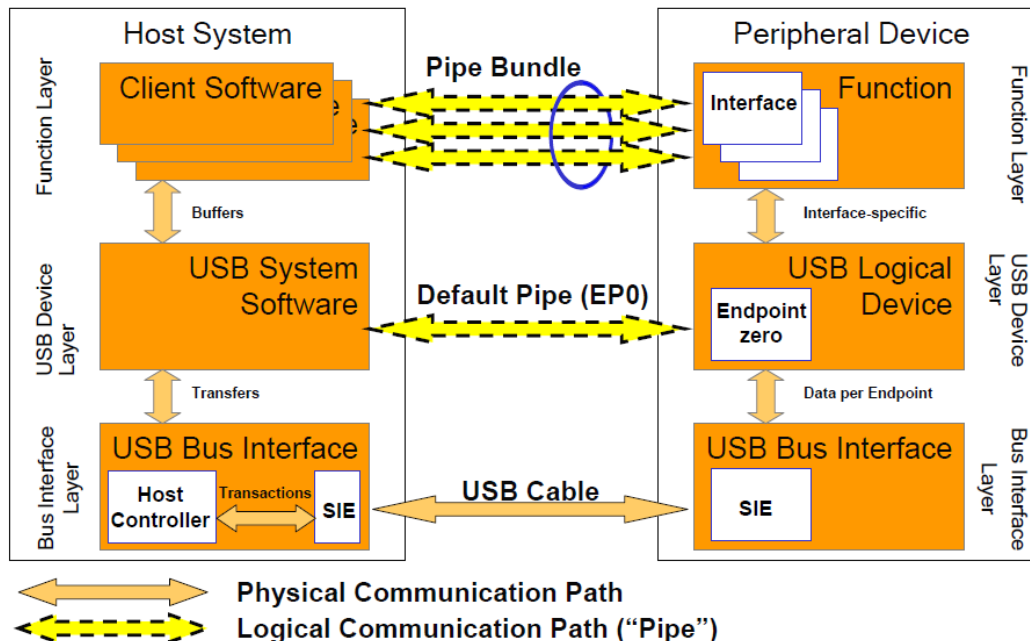 Host System
Peripheral Device
Function Layer
Client Software
Pipe Bundle
Interface
Function
Function Layer
Buffers
Interface-specific
USB Device
Layer
USB System
Software
Default Pipe (EP0)
USB Logical
Device
Endpoint
zero
USB Device
Layer
Transfers
Data per Endpoint
Bus Interface
Layer
USB Bus Interface
Host
Controller
Transactions
SIE
USB Cable
USB Bus Interface
SIE
Bus Interface
Layer
Physical Communication Path
Logical Communication Path (“Pipe”)